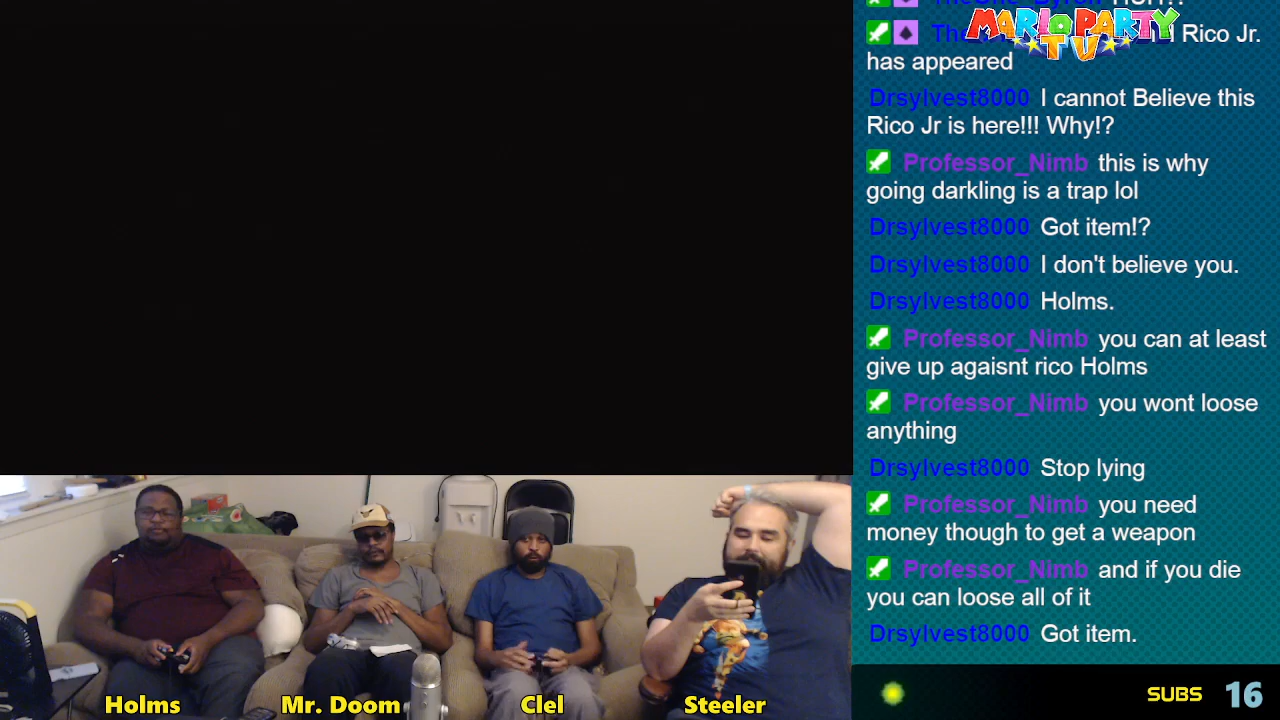 MARIO PARTY
TV
Rico Jr.
has appeared
Drsylvest8000 I cannot Believe this
Rico Jr is here!!! Why!?
Professor_Nimb this is why
going darkling is a trap lol
Drsylvest8000 Got item!?
Drsylvest8000 I don't believe you.
Drsylvest8000 Holms.
Professor_Nimb you can at least
give up agaisnt rico Holms
Professor_Nimb you wont loose
anything
Drsylvest8000 Stop lying
Professor_Nimb you need
money though to get a weapon
Professor_Nimb and if you die
you can loose all of it
Drsylvest8000 Got item.
Holms
Mr. Doom
Clel
Steeler
SUBS 16